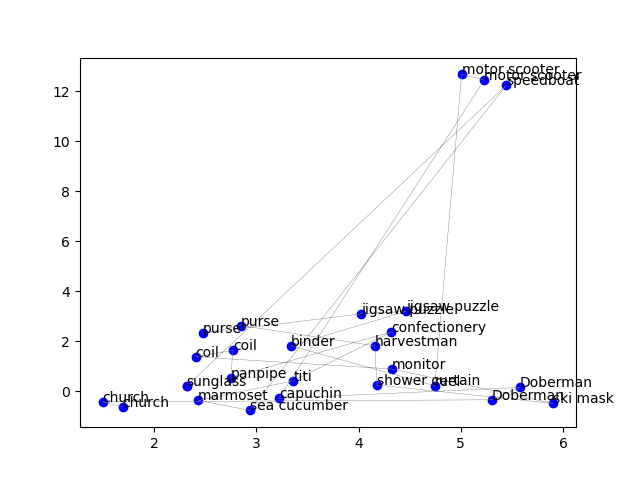 motor scooter
motor scooter
speedboat
12
10
8
6
4
2
0
jigsaw puzzle
jigsaw puzzle
purse
purse
confectionery
binder
harvestman
coil
coil
monitor
panpipe
titi
sunglass
shower curtain
Doberman
marmoset
capuchin
Doberman
ski mask
church
church
sea cucumber
2
3
4
5
6